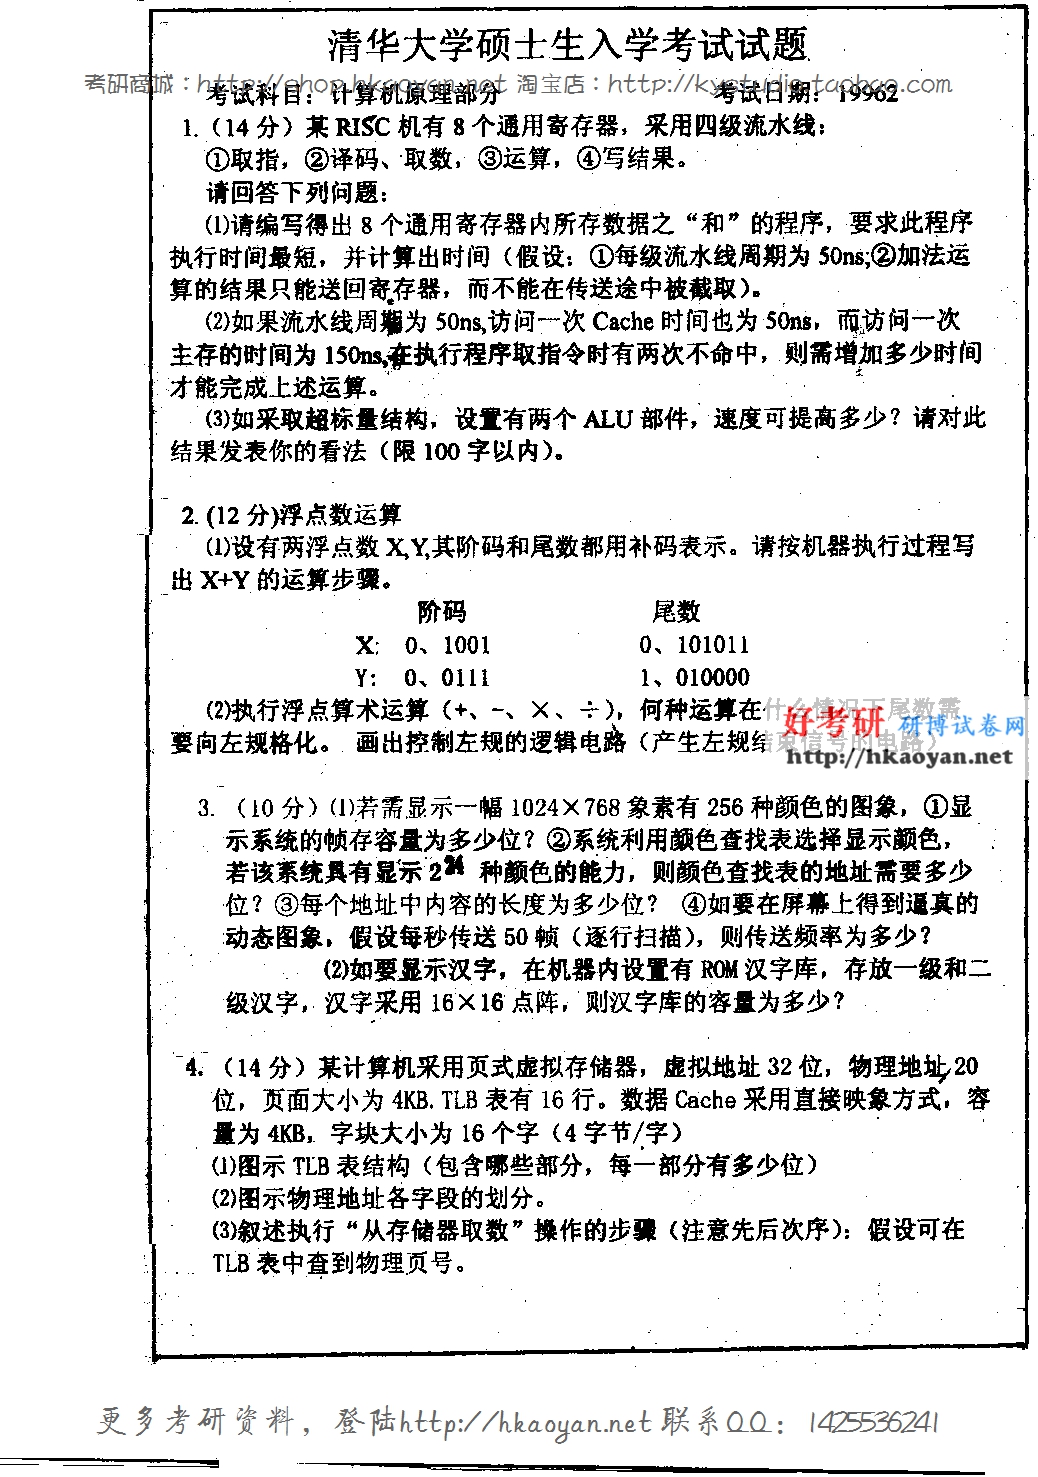 清华大学硕士生入学考试试题
考研商城：http://shop.hkaoyan.net 淘宝店：http://kystudio.taobao.com
考试科目：计算机原理部分 考试日期：19962
1.（14 分）某 RISC 机有 8 个通用寄存器，采用四级流水线：
①取指，②译码、取数，③运算，④写结果。
请回答下列问题：
⑴请编写得出 8 个通用寄存器内所存数据之“和”的程序，要求此程序
执行时间最短，并计算出时间（假设：①每级流水线周期为 50ns;②加法运
算的结果只能送回寄存器，而不能在传送途中被截取）。
⑵如果流水线周期为 50ns,访问一次 Cache 时间也为 50ns，而访问一次
主存的时间为 150ns,在执行程序取指令时有两次不命中，则需增加多少时间
才能完成上述运算。
⑶如采取超标量结构，设置有两个 ALU 部件，速度可提高多少？请对此
结果发表你的看法（限 100 字以内）。
2. (12 分)浮点数运算
⑴设有两浮点数 X,Y,其阶码和尾数都用补码表示。请按机器执行过程写
出 X+Y 的运算步骤。
阶码 尾数
X: 0、1001 0、101011
Y: 0、0111 1、010000
⑵执行浮点算术运算（+、-、×、÷），何种运算在什么情况下尾数需
要向左规格化。 画出控制左规的逻辑电路（产生左规结束信号的电路）
好考研 研博试卷网
http://hkaoyan.net
3. （10 分）⑴若需显示一幅 1024×768 象素有 256 种颜色的图象，①显
示系统的帧存容量为多少位？②系统利用颜色查找表选择显示颜色，
若该系统具有显示 2²⁴ 种颜色的能力，则颜色查找表的地址需要多少
位？③每个地址中内容的长度为多少位？ ④如要在屏幕上得到逼真的
动态图象，假设每秒传送 50 帧（逐行扫描），则传送频率为多少？
⑵如要显示汉字，在机器内设置有 ROM 汉字库，存放一级和二
级汉字，汉字采用 16×16 点阵，则汉字库的容量为多少？
4. （14 分）某计算机采用页式虚拟存储器，虚拟地址 32 位，物理地址 20
位，页面大小为 4KB. TLB 表有 16 行。数据 Cache 采用直接映象方式，容
量为 4KB，字块大小为 16 个字（4 字节/字）
⑴图示 TLB 表结构（包含哪些部分，每一部分有多少位）
⑵图示物理地址各字段的划分。
⑶叙述执行“从存储器取数”操作的步骤（注意先后次序）：假设可在
TLB 表中查到物理页号。
更多考研资料，登陆http://hkaoyan.net 联系QQ：1425536241